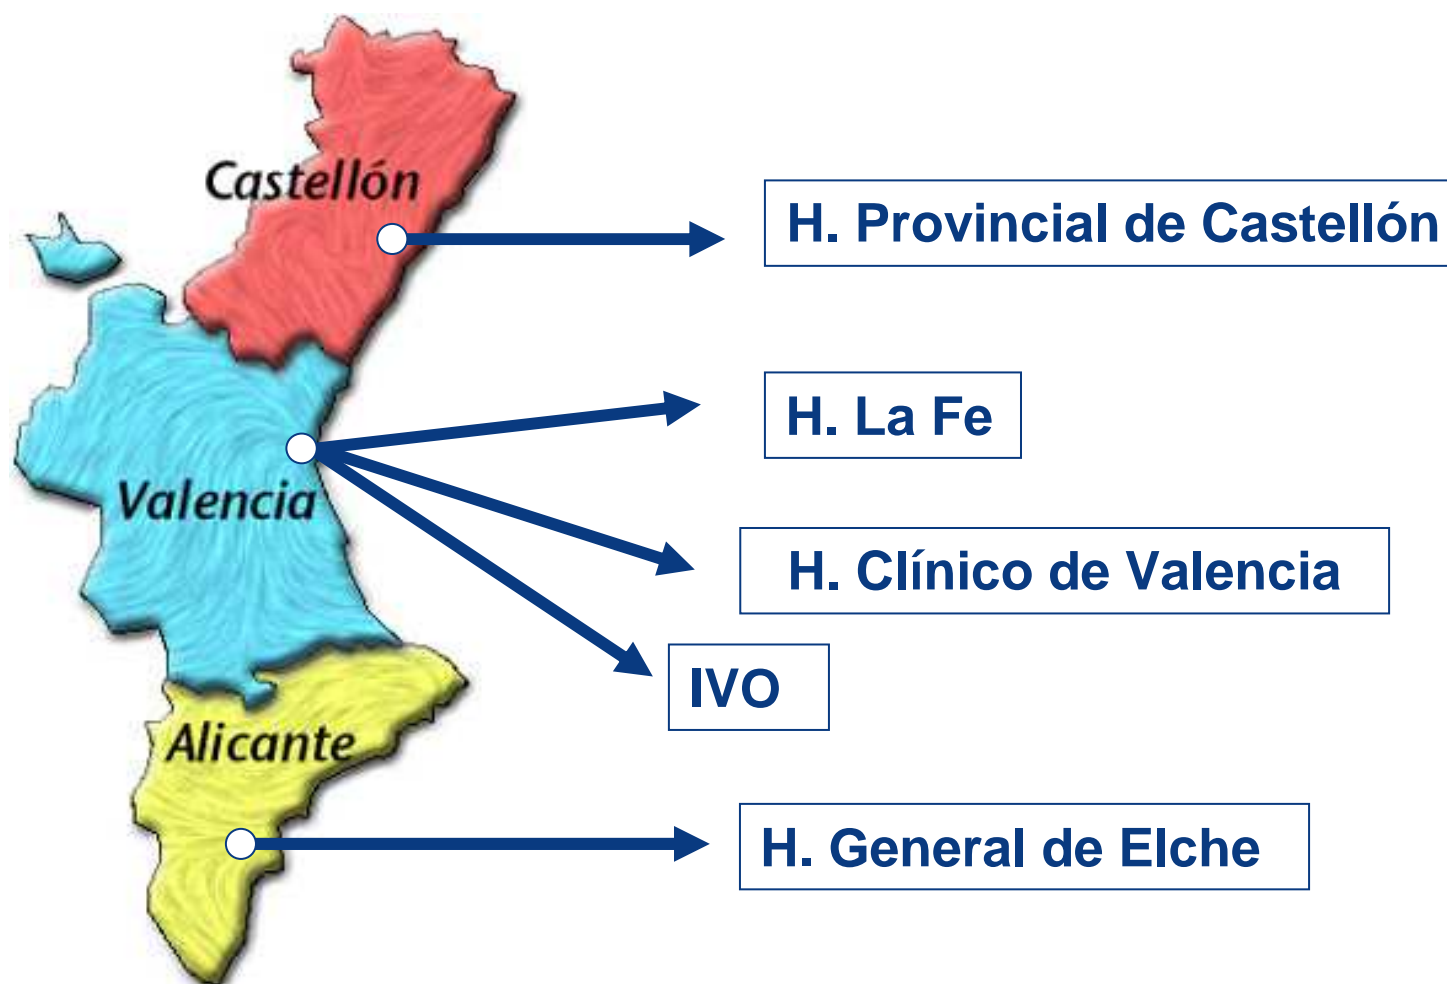 Castellón
H. Provincial de Castellón
H. La Fe
Valencia
H. Clínico de Valencia
IVO
Alicante
H. General de Elche